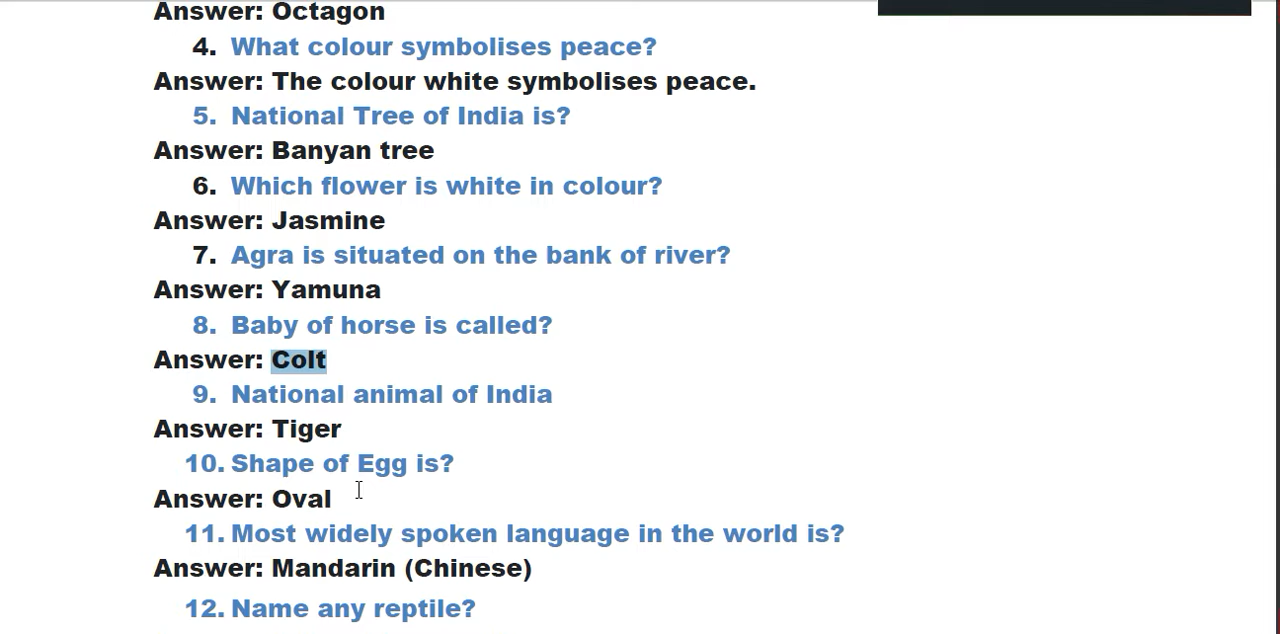 Answer: Octagon
4. What colour symbolises peace?
Answer: The colour white symbolises peace.
5. National Tree of India is?
Answer: Banyan tree
6. Which flower is white in colour?
Answer: Jasmine
7. Agra is situated on the bank of river?
Answer: Yamuna
8. Baby of horse is called?
Answer: Colt
9. National animal of India
Answer: Tiger
10. Shape of Egg is?
Answer: Oval
11. Most widely spoken language in the world is?
Answer: Mandarin (Chinese)
12. Name any reptile?